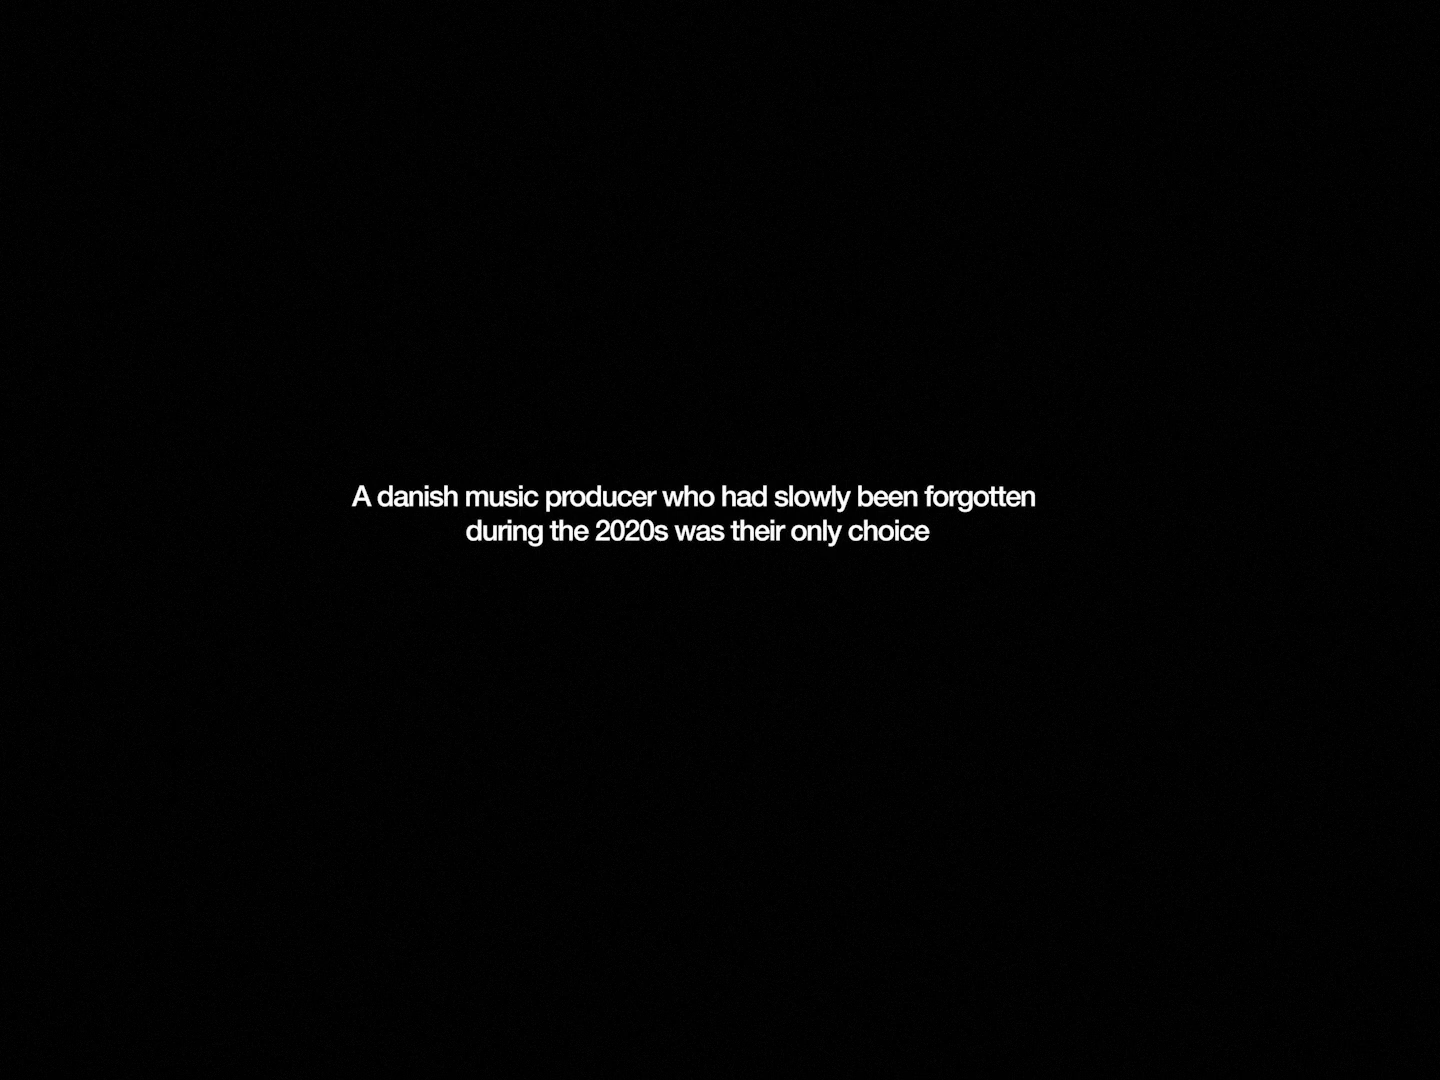 A danish music producer who had slowly been forgotten
during the 2020s was their only choice